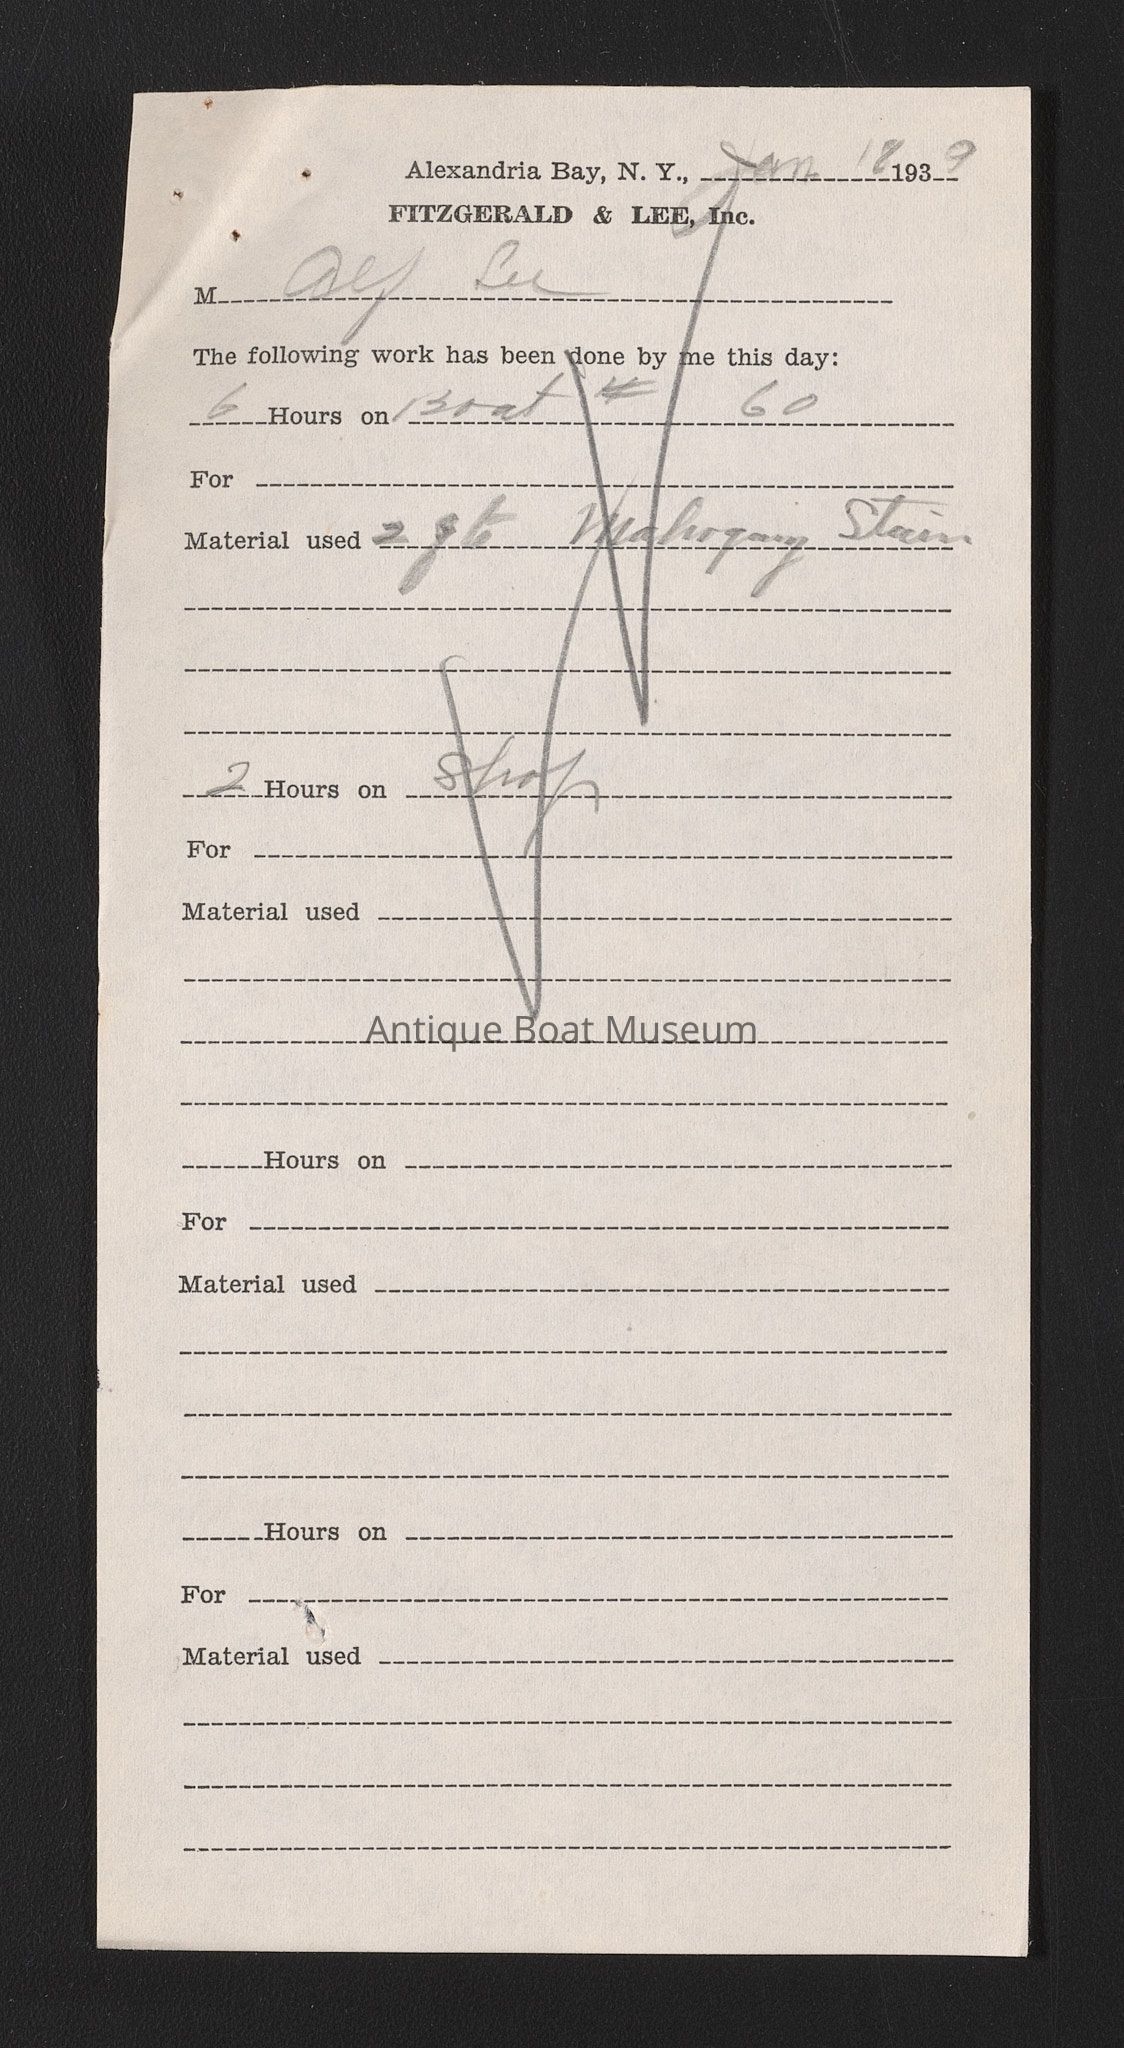 Alexandria Bay, N. Y., Jan 18 1939
FITZGERALD & LEE, Inc.
M Alf Lee
The following work has been done by me this day:
6 Hours on Boat # 60
For
Material used 2 qts Mahogany Stain
2 Hours on Shop
For
Material used
Antique Boat Museum
Hours on
For
Material used
Hours on
For
Material used